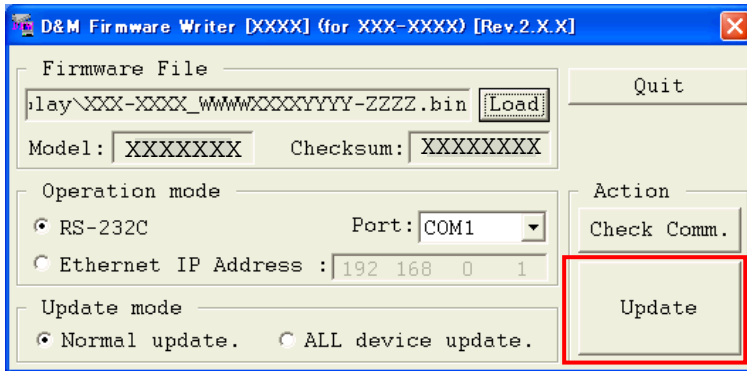 D&M Firmware Writer [XXXX] (for XXX-XXXX) [Rev.2.X.X]
Firmware File
Quit
lay\XXX-XXXX_WWWWXXXXYYYY-ZZZZ.bin Load
Model: XXXXXXX Checksum: XXXXXXXX
Operation mode
Action
RS-232C Port: COM1
Check Comm.
Ethernet IP Address : 192 168 0 1
Update mode
Update
Normal update. ALL device update.